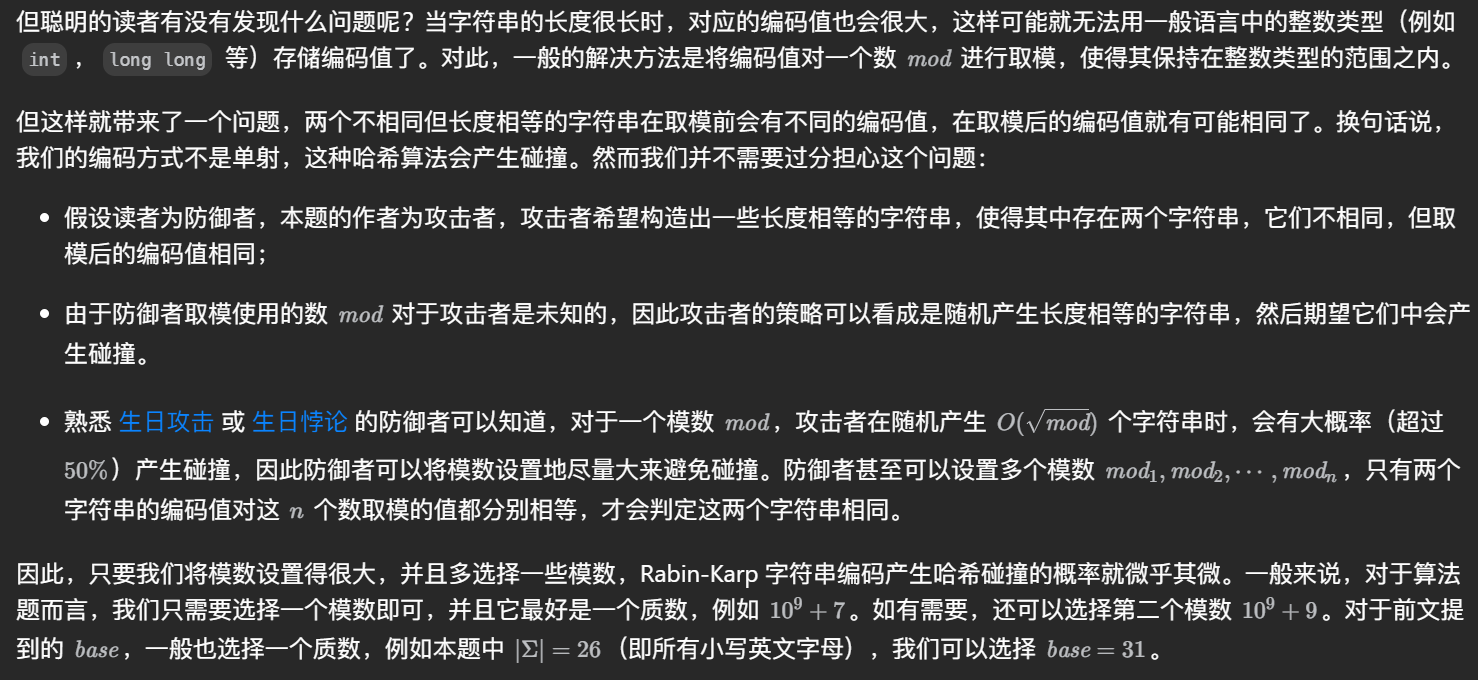 但聪明的读者有没有发现什么问题呢？当字符串的长度很长时，对应的编码值也会很大，这样可能就无法用一般语言中的整数类型（例如
int ， long long 等）存储编码值了。对此，一般的解决方法是将编码值对一个数 mod 进行取模，使得其保持在整数类型的范围之内。
但这样就带来了一个问题，两个不相同但长度相等的字符串在取模前会有不同的编码值，在取模后的编码值就有可能相同了。换句话说，
我们的编码方式不是单射，这种哈希算法会产生碰撞。然而我们并不需要过分担心这个问题：
• 假设读者为防御者，本题的作者为攻击者，攻击者希望构造出一些长度相等的字符串，使得其中存在两个字符串，它们不相同，但取
模后的编码值相同；
• 由于防御者取模使用的数 mod 对于攻击者是未知的，因此攻击者的策略可以看成是随机产生长度相等的字符串，然后期望它们中会产
生碰撞。
• 熟悉 生日攻击 或 生日悖论 的防御者可以知道，对于一个模数 mod，攻击者在随机产生 O(√mod) 个字符串时，会有大概率（超过
50%）产生碰撞，因此防御者可以将模数设置地尽量大来避免碰撞。防御者甚至可以设置多个模数 mod₁, mod₂, ⋯ , modₙ，只有两个
字符串的编码值对这 n 个数取模的值都分别相等，才会判定这两个字符串相同。
因此，只要我们将模数设置得很大，并且多选择一些模数，Rabin-Karp 字符串编码产生哈希碰撞的概率就微乎其微。一般来说，对于算法
题而言，我们只需要选择一个模数即可，并且它最好是一个质数，例如 10⁹ + 7。如有需要，还可以选择第二个模数 10⁹ + 9。对于前文提
到的 base，一般也选择一个质数，例如本题中 |Σ| = 26（即所有小写英文字母），我们可以选择 base = 31。